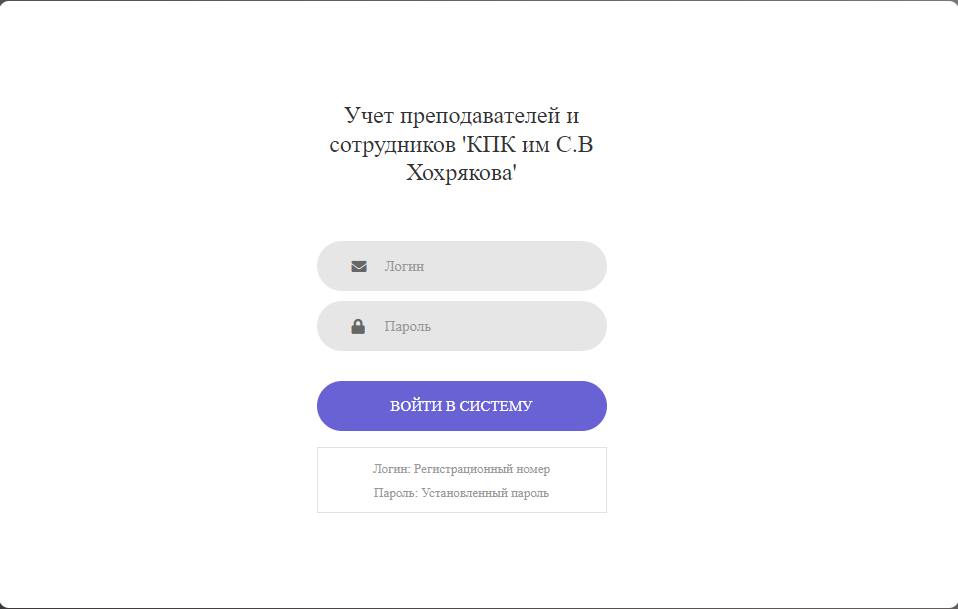 Учет преподавателей и
сотрудников 'КПК им С.В
Хохрякова'
Логин
Пароль
ВОЙТИ В СИСТЕМУ
Логин: Регистрационный номер
Пароль: Установленный пароль